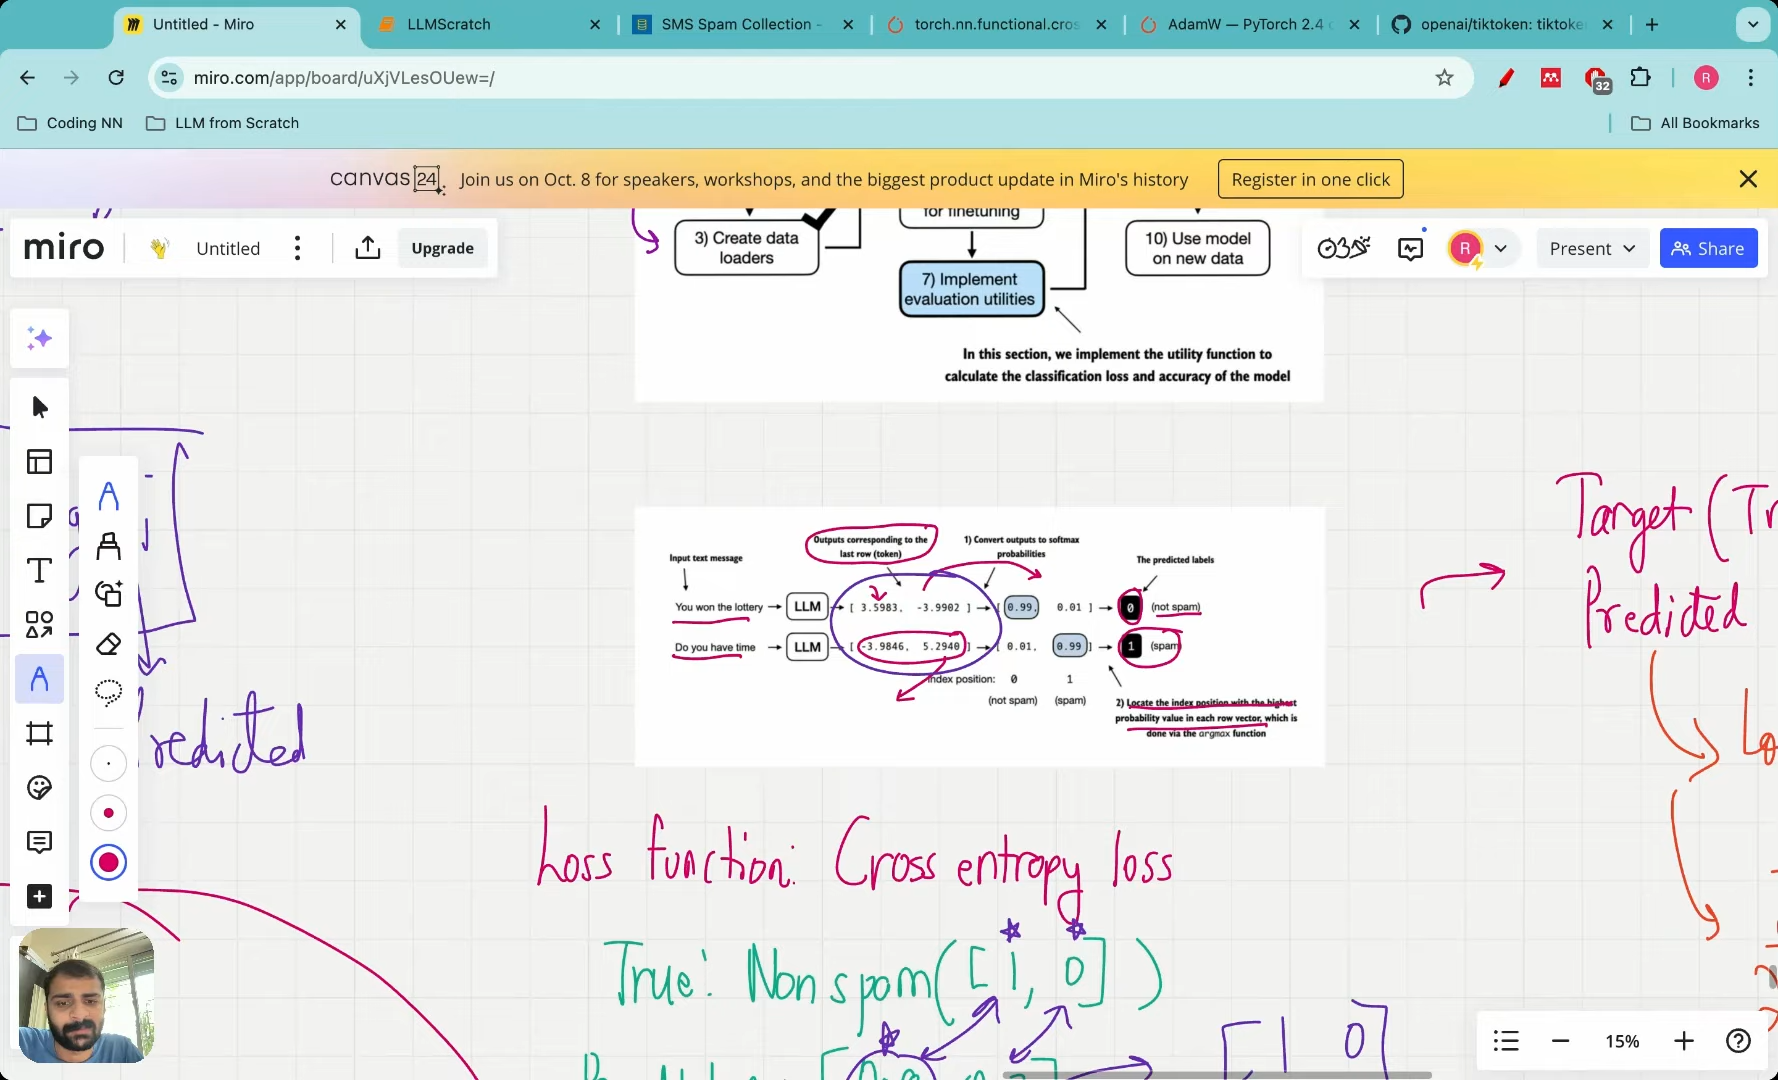 Untitled - Miro
LLMScratch
SMS Spam Collection -
torch.nn.functional.cros
AdamW — PyTorch 2.4
openai/tiktoken: tiktoke
miro.com/app/board/uXjVLesOUew=/
32
R
Coding NN
LLM from Scratch
All Bookmarks
canvas 24
Join us on Oct. 8 for speakers, workshops, and the biggest product update in Miro's history
Register in one click
miro
Untitled
Upgrade
R
Present
Share
3) Create data
loaders
for finetuning
7) Implement
evaluation utilities
10) Use model
on new data
In this section, we implement the utility function to
calculate the classification loss and accuracy of the model
Input text message
Outputs corresponding to the
last row (token)
1) Convert outputs to softmax
probabilities
The predicted labels
You won the lottery
LLM
[ 3.5983, -3.9902 ]
[ 0.99, 0.01 ]
0 (not spam)
Do you have time
LLM
[ -3.9846, 5.2940 ]
[ 0.01, 0.99 ]
1 (spam
Index position: 0 1
(not spam) (spam)
2) Locate the index position with the highest
probability value in each row vector, which is
done via the argmax function
Target (Tr
Predicted
Lo
redicted
Loss function: Cross entropy loss
True: Non spam ([1, 0])
[1 0]
15%